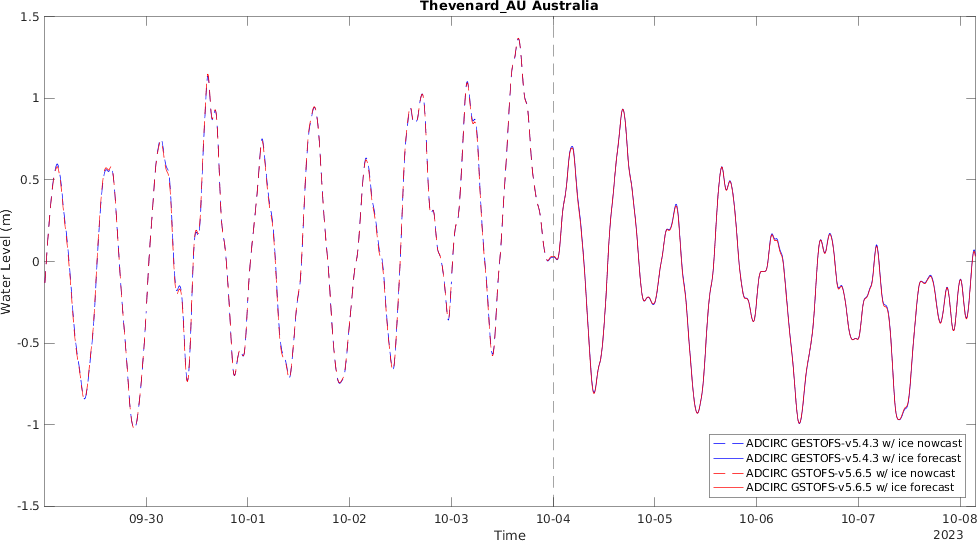 Thevenard_AU Australia
1.5
1
0.5
0
-0.5
-1
-1.5
Water Level (m)
09-30
10-01
10-02
10-03
10-04
10-05
10-06
10-07
10-08
2023
Time
ADCIRC GESTOFS-v5.4.3 w/ ice nowcast
ADCIRC GESTOFS-v5.4.3 w/ ice forecast
ADCIRC GSTOFS-v5.6.5 w/ ice nowcast
ADCIRC GSTOFS-v5.6.5 w/ ice forecast